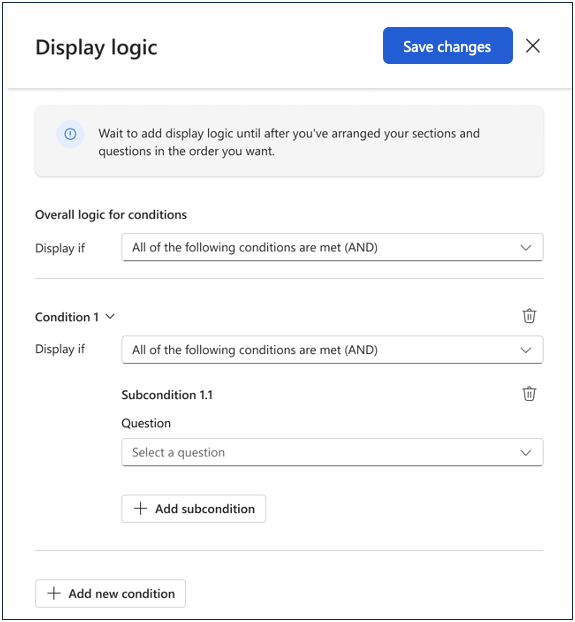 Display logic
Save changes
Wait to add display logic until after you've arranged your sections and
questions in the order you want.
Overall logic for conditions
Display if
All of the following conditions are met (AND)
Condition 1
Display if
All of the following conditions are met (AND)
Subcondition 1.1
Question
Select a question
Add subcondition
Add new condition